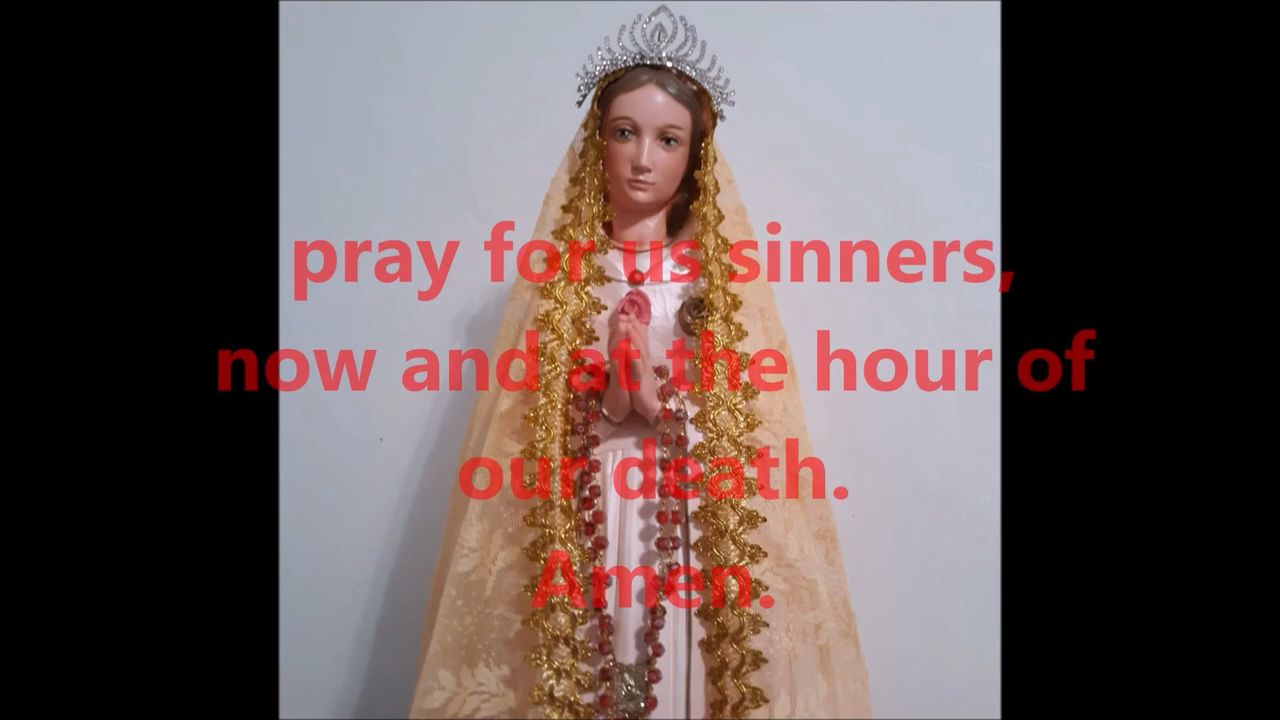 pray for us sinners,
now and at the hour of
our death.
Amen.